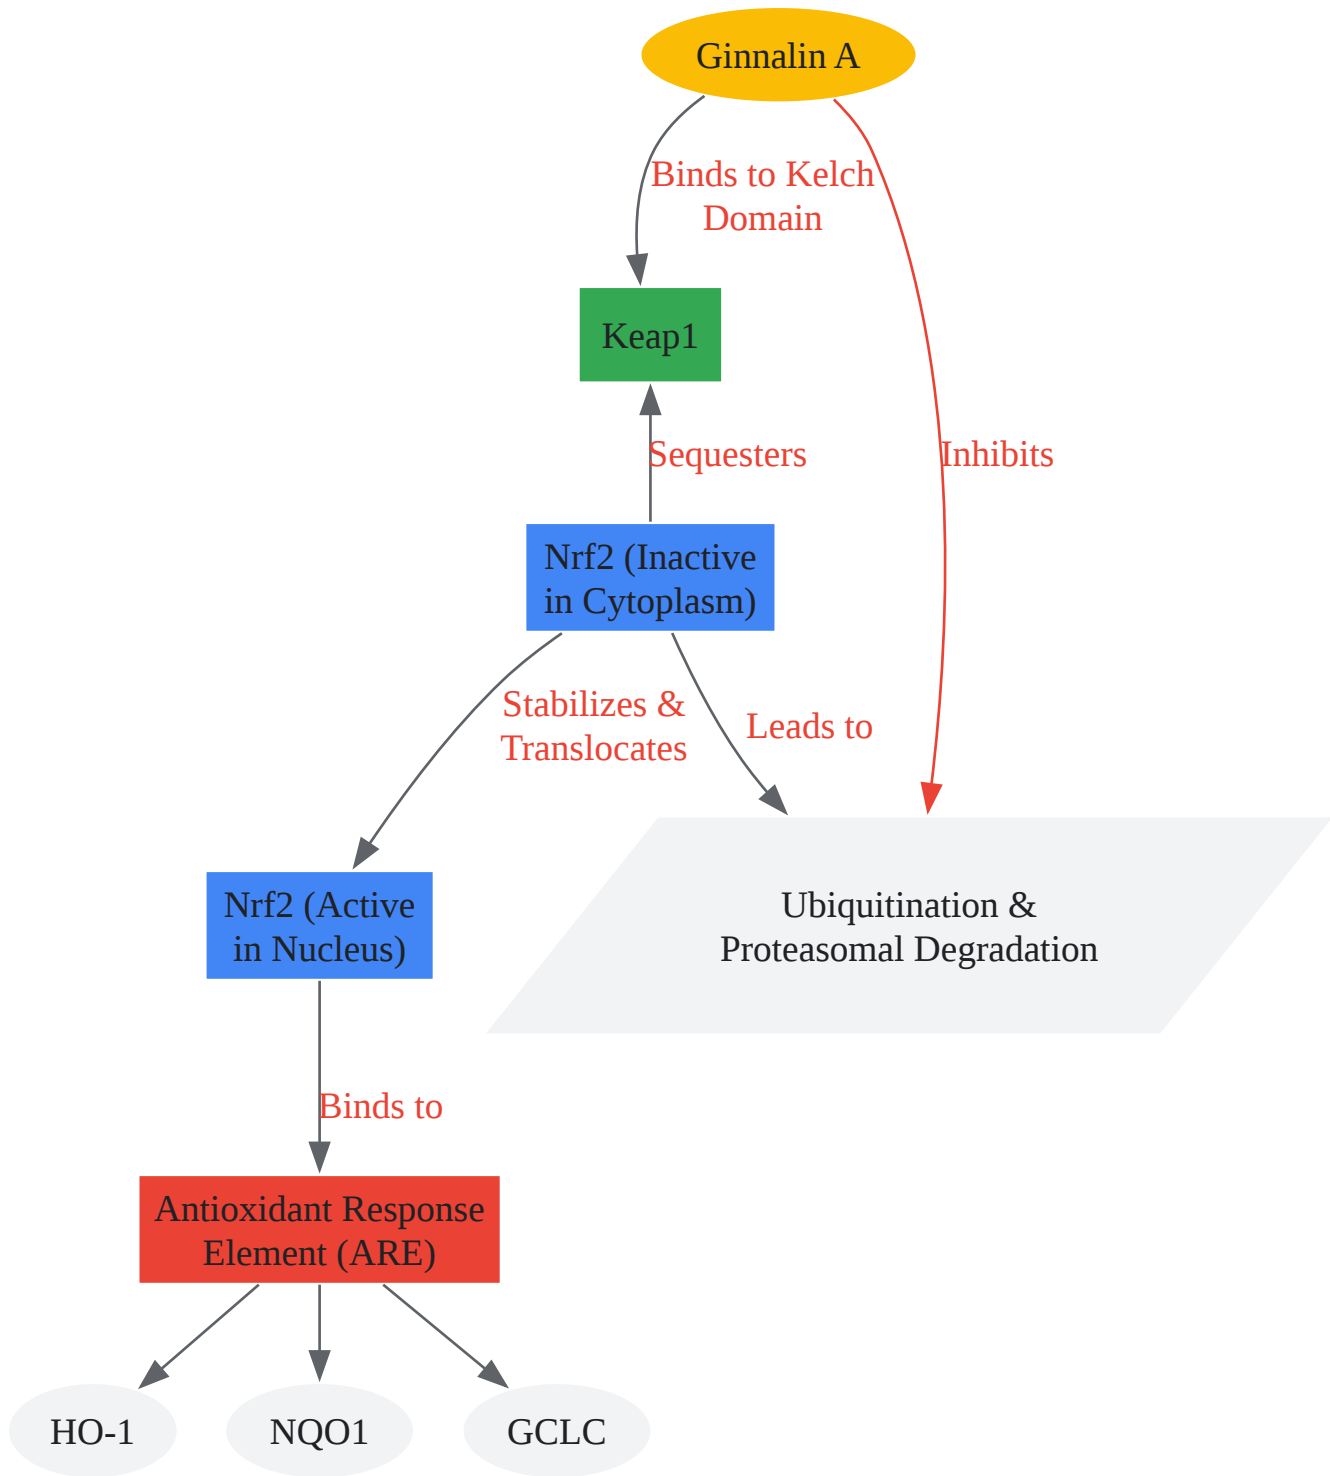 Ginnalin A
Binds to Kelch
Domain
Keap1
Sequesters
Inhibits
Nrf2 (Inactive
in Cytoplasm)
Stabilizes &
Translocates
Leads to
Nrf2 (Active
in Nucleus)
Ubiquitination &
Proteasomal Degradation
Binds to
Antioxidant Response
Element (ARE)
HO-1
NQO1
GCLC